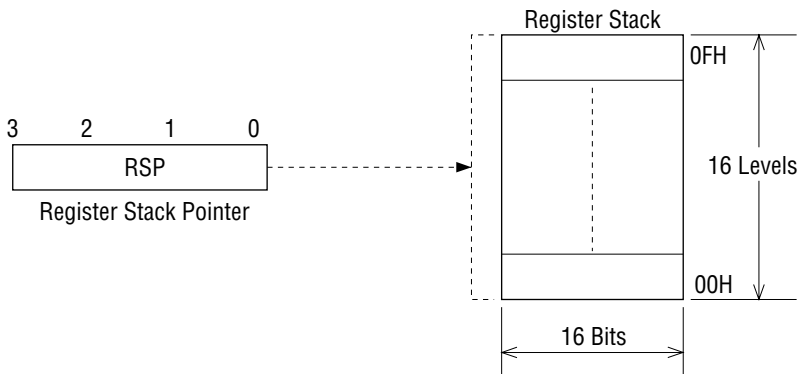 Register Stack
0FH
3 2 1 0
RSP
16 Levels
Register Stack Pointer
00H
16 Bits